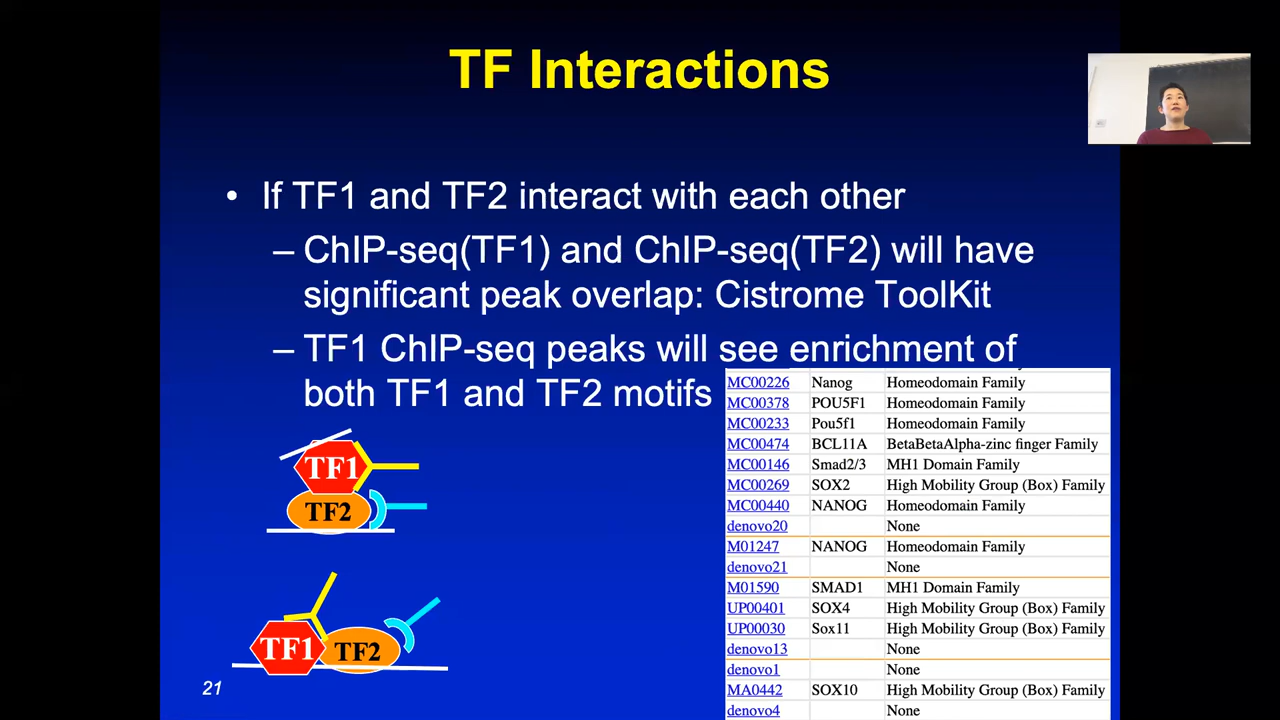 TF Interactions
• If TF1 and TF2 interact with each other
– ChIP-seq(TF1) and ChIP-seq(TF2) will have
significant peak overlap: Cistrome ToolKit
– TF1 ChIP-seq peaks will see enrichment of
both TF1 and TF2 motifs
MC00226 Nanog Homeodomain Family
MC00378 POU5F1 Homeodomain Family
MC00233 Pou5f1 Homeodomain Family
MC00474 BCL11A BetaBetaAlpha-zinc finger Family
MC00146 Smad2/3 MH1 Domain Family
MC00269 SOX2 High Mobility Group (Box) Family
MC00440 NANOG Homeodomain Family
denovo20 None
M01247 NANOG Homeodomain Family
denovo21 None
M01590 SMAD1 MH1 Domain Family
UP00401 SOX4 High Mobility Group (Box) Family
UP00030 Sox11 High Mobility Group (Box) Family
denovo13 None
denovo1 None
MA0442 SOX10 High Mobility Group (Box) Family
denovo4 None
TF1
TF2
TF1 TF2
21